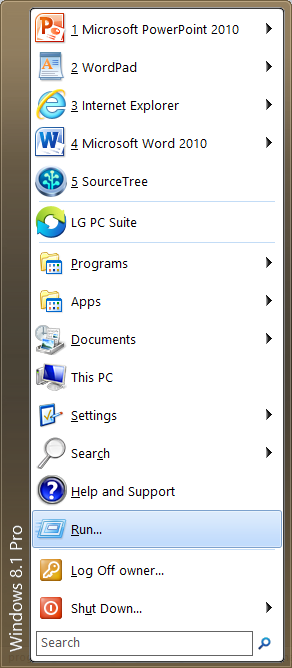 1 Microsoft PowerPoint 2010
2 WordPad
3 Internet Explorer
4 Microsoft Word 2010
5 SourceTree
LG PC Suite
Programs
Apps
Documents
This PC
Settings
Search
Help and Support
Run...
Log Off owner...
Shut Down...
Search
Windows 8.1 Pro